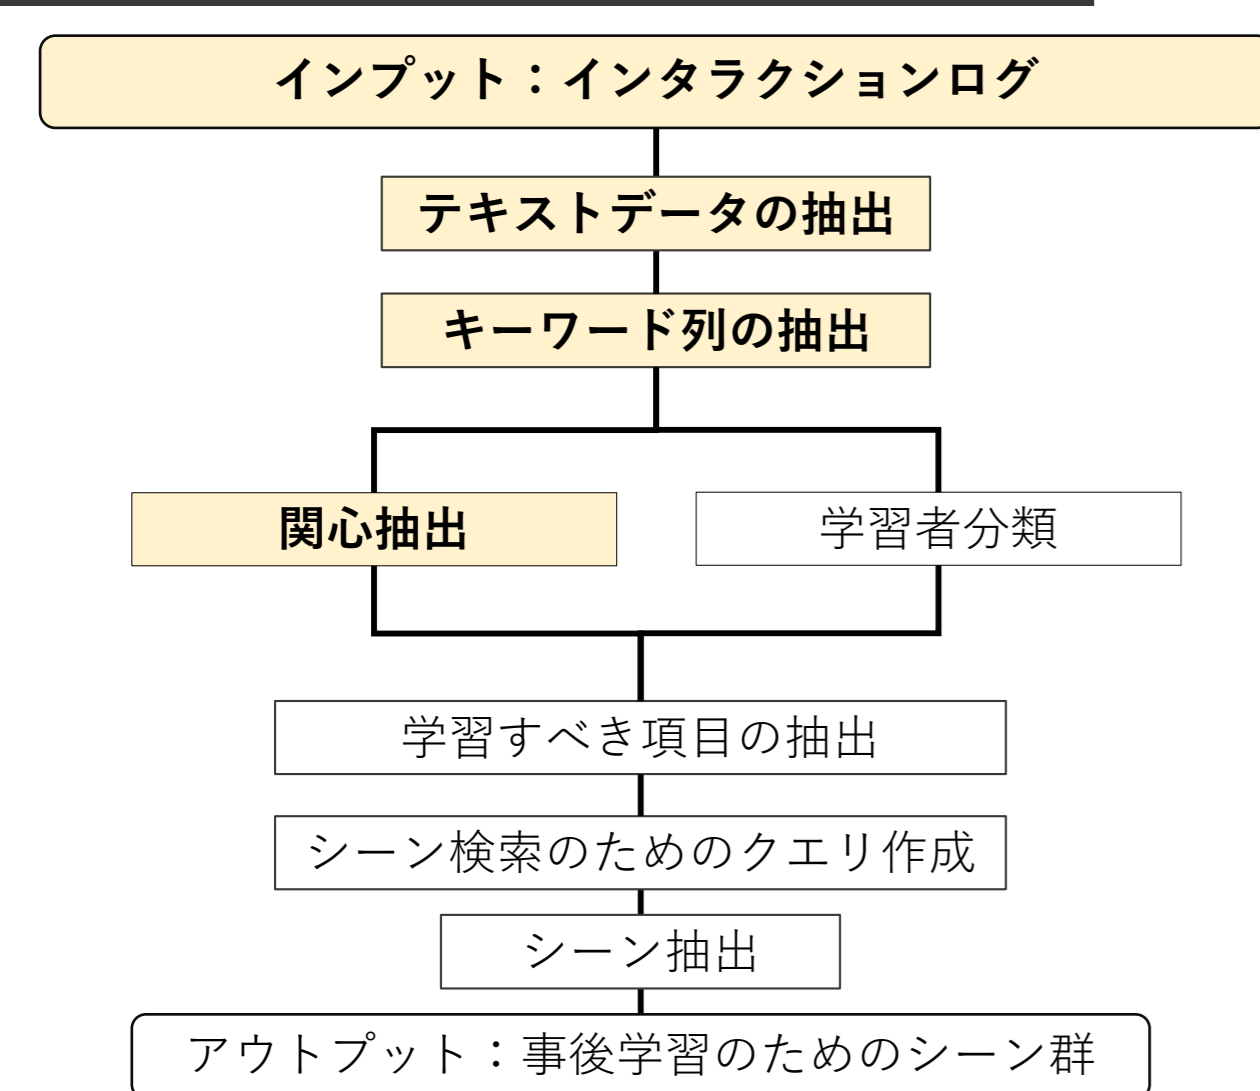 インプット：インタラクションログ
テキストデータの抽出
キーワード列の抽出
関心抽出
学習者分類
学習すべき項目の抽出
シーン検索のためのクエリ作成
シーン抽出
アウトプット：事後学習のためのシーン群